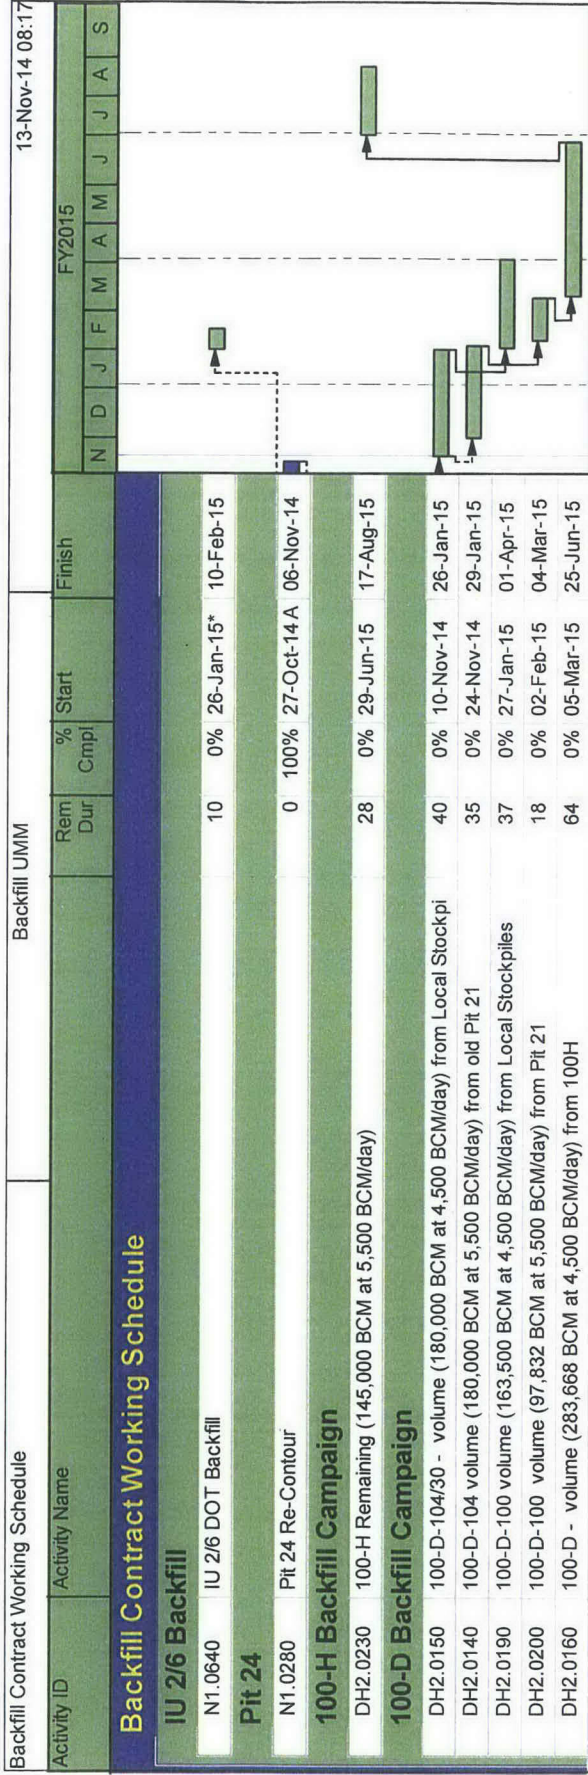 Backfill Contract Working Schedule Backfill UMM 13-Nov-14 08:17
Activity ID Activity Name Rem Dur % Cmpl Start Finish FY2015
N D J F M A M J J A S
Backfill Contract Working Schedule
IU 2/6 Backfill
N1.0640 IU 2/6 DOT Backfill 10 0% 26-Jan-15* 10-Feb-15
Pit 24
N1.0280 Pit 24 Re-Contour 0 100% 27-Oct-14 A 06-Nov-14
100-H Backfill Campaign
DH2.0230 100-H Remaining (145,000 BCM at 5,500 BCM/day) 28 0% 29-Jun-15 17-Aug-15
100-D Backfill Campaign
DH2.0150 100-D-104/30 - volume (180,000 BCM at 4,500 BCM/day) from Local Stockpi 40 0% 10-Nov-14 26-Jan-15
DH2.0140 100-D-104 volume (180,000 BCM at 5,500 BCM/day) from old Pit 21 35 0% 24-Nov-14 29-Jan-15
DH2.0190 100-D-100 volume (163,500 BCM at 4,500 BCM/day) from Local Stockpiles 37 0% 27-Jan-15 01-Apr-15
DH2.0200 100-D-100 volume (97,832 BCM at 5,500 BCM/day) from Pit 21 18 0% 02-Feb-15 04-Mar-15
DH2.0160 100-D - volume (283,668 BCM at 4,500 BCM/day) from 100H 64 0% 05-Mar-15 25-Jun-15